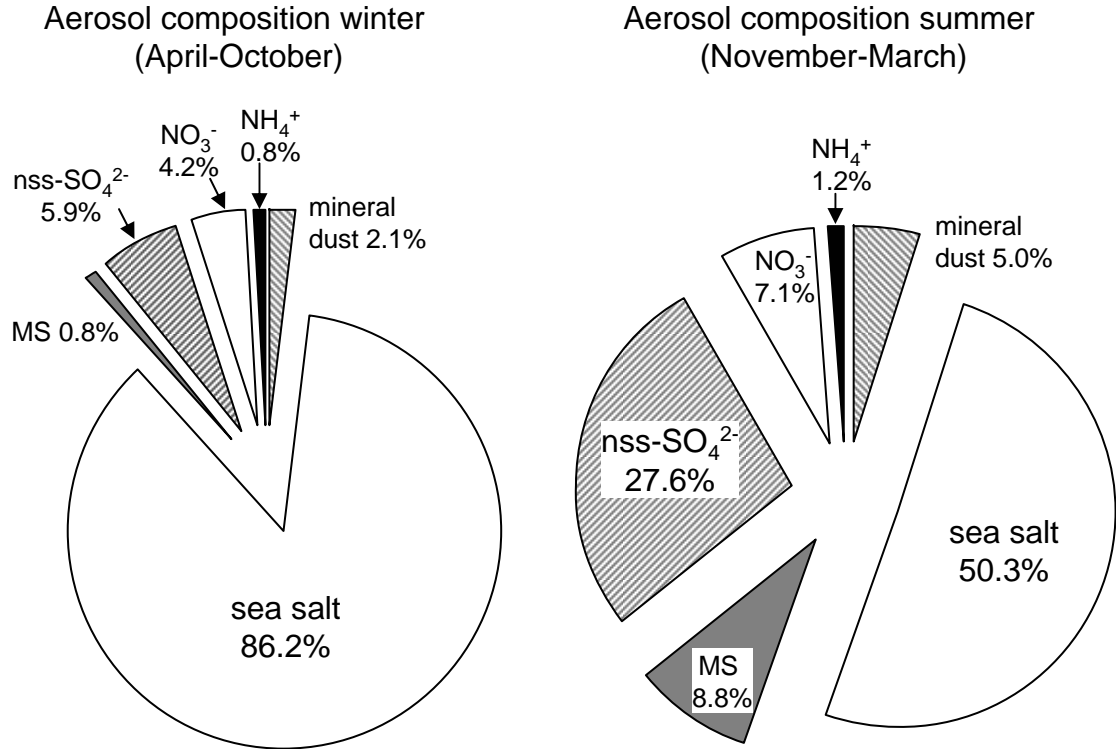 Aerosol composition winter
(April-October)
NH₄⁺
0.8%
NO₃⁻
4.2%
nss-SO₄²⁻
5.9%
mineral
dust 2.1%
MS 0.8%
sea salt
86.2%
Aerosol composition summer
(November-March)
NH₄⁺
1.2%
mineral
dust 5.0%
NO₃⁻
7.1%
nss-SO₄²⁻
27.6%
sea salt
50.3%
MS
8.8%